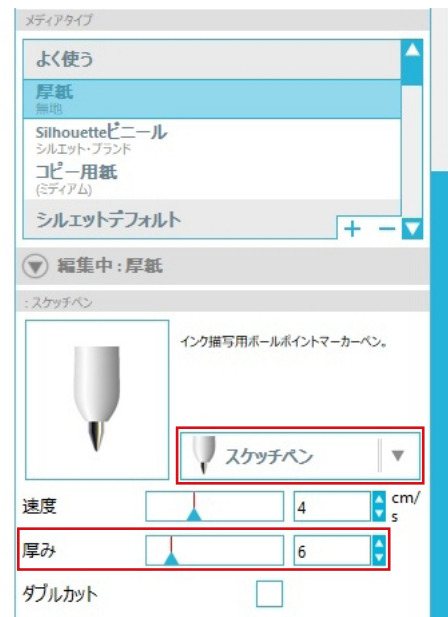 メディアタイプ
よく使う
厚紙
無地
Silhouetteビニール
シルエット・ブランド
コピー用紙
(ミディアム)
シルエットデフォルト
+ −
編集中:厚紙
:スケッチペン
インク描写用ボールポイントマーカーペン。
スケッチペン
速度 4 cm/s
厚み 6
ダブルカット